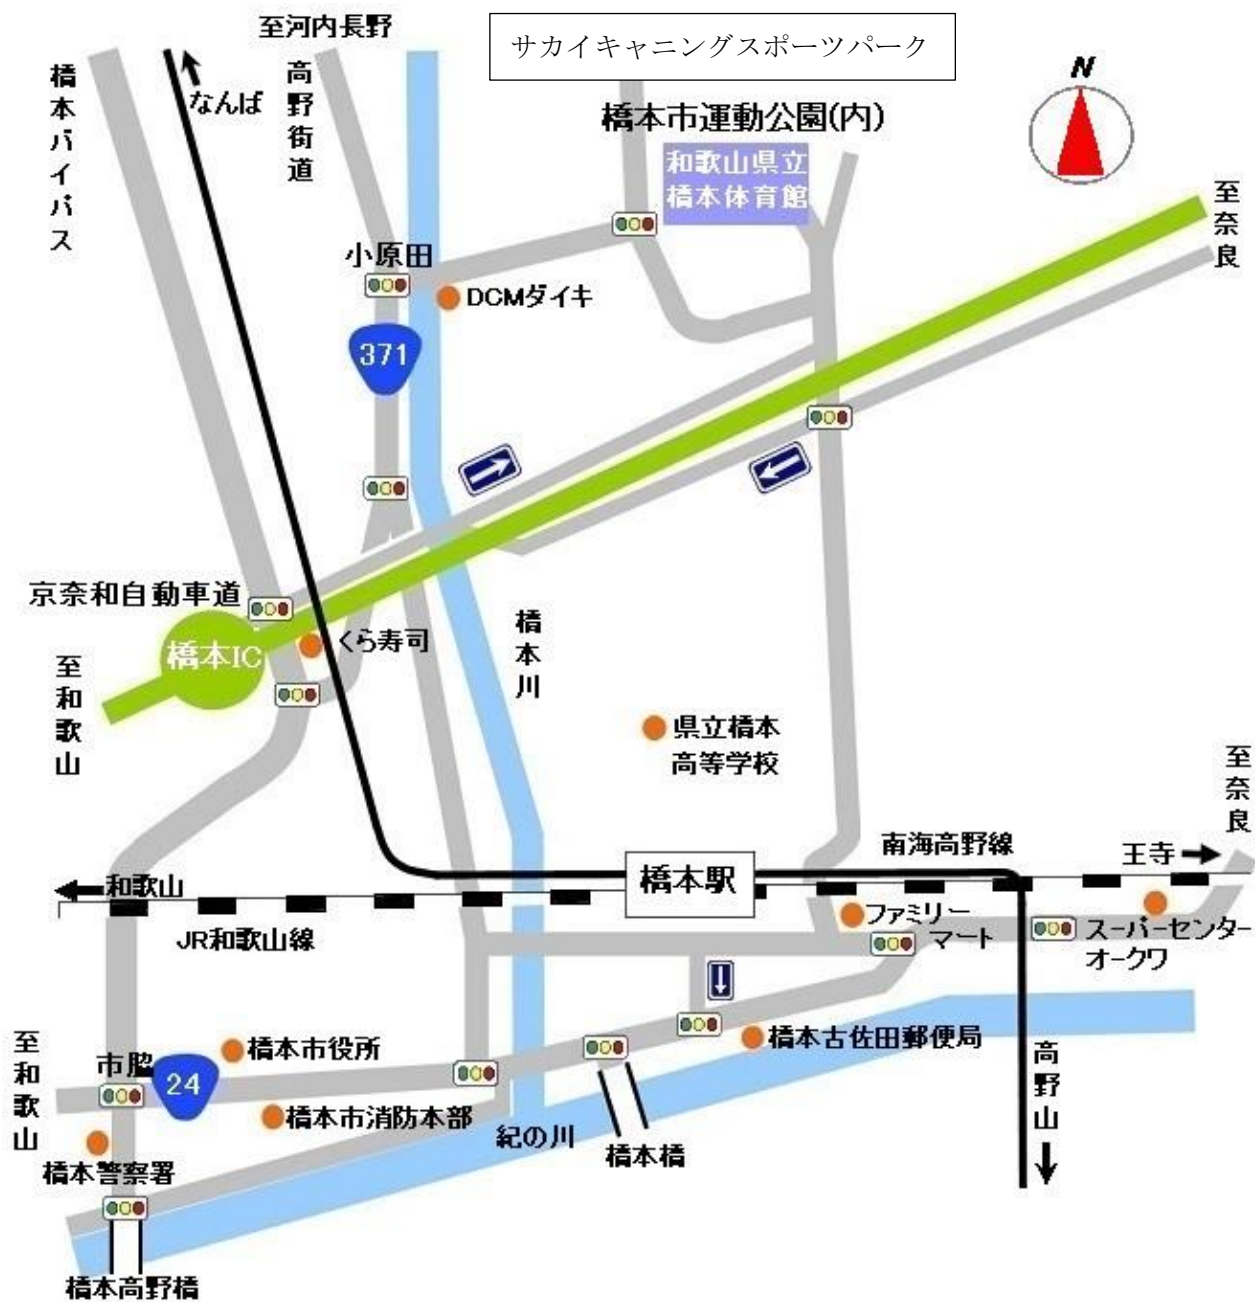 至河内長野
サカイキャニングスポーツパーク
N
橋本バイパス
なんば
高野街道
橋本市運動公園(内)
和歌山県立
橋本体育館
至奈良
小原田
DCMダイキ
371
京奈和自動車道
橋本IC
くら寿司
橋本川
至和歌山
県立橋本
高等学校
至奈良
南海高野線
王寺
橋本駅
和歌山
JR和歌山線
ファミリー
マート
スーパーセンター
オークワ
至和歌山
市脇
24
橋本市役所
橋本古佐田郵便局
高野山
橋本市消防本部
紀の川
橋本橋
橋本警察署
橋本高野橋